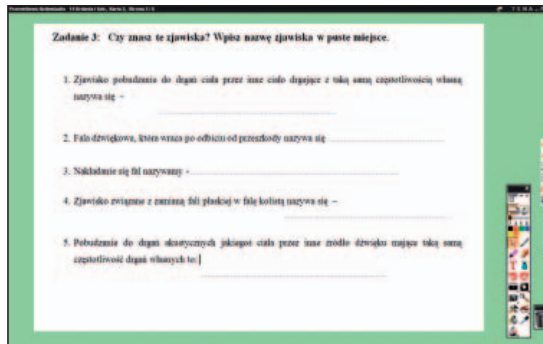 Zadanie 3: Czy znasz te zjawiska? Wpisz nazwę zjawiska w puste miejsce.
1. Zjawisko pobudzenia do drgań ciała przez inne ciało drgające z taką samą częstotliwością własną
nazywa się –
2. Fala dźwiękowa, która wraca po odbiciu od przeszkody nazywa się
3. Nakładanie się fal nazywamy -
4. Zjawisko związane z zamianą fali płaskiej w falę kolistą nazywa się –
5. Pobudzenie do drgań akustycznych jakiegoś ciała przez inne źródło dźwięku mające taką samą
częstotliwość drgań własnych to: